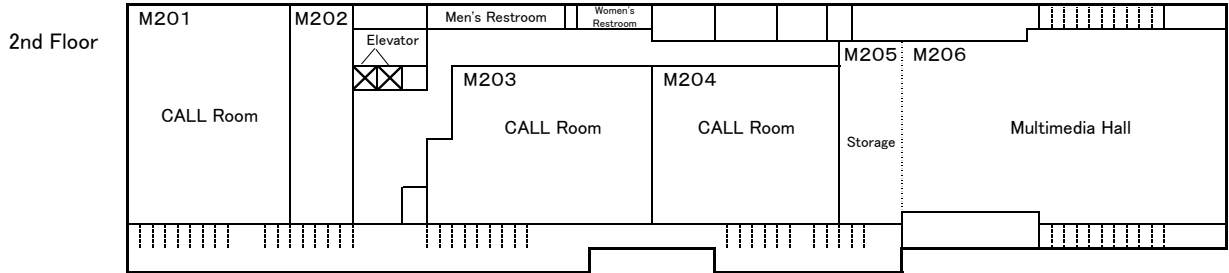 2nd Floor
M201
CALL Room
M202
Elevator
Men's Restroom
Women's
Restroom
M203
CALL Room
M204
CALL Room
M205
Storage
M206
Multimedia Hall